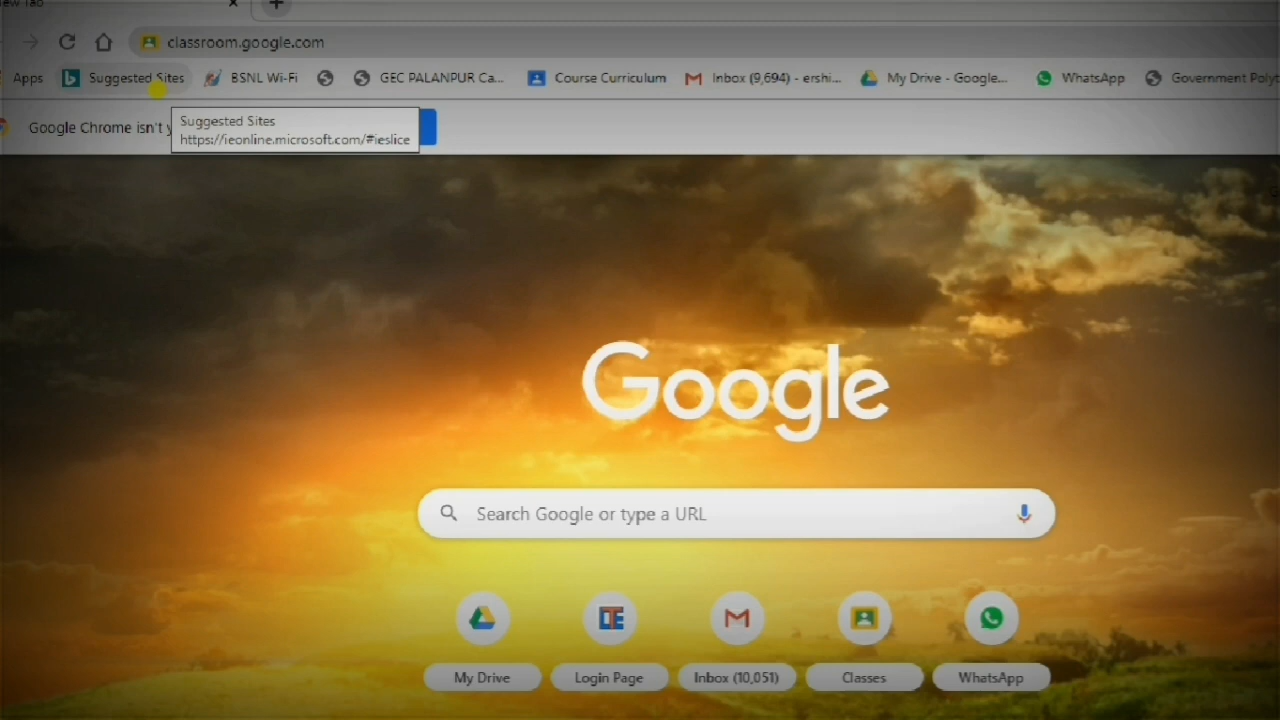 ew Tab
classroom.google.com
Apps Suggested Sites BSNL Wi-Fi GEC PALANPUR Ca... Course Curriculum Inbox (9,694) - ershi... My Drive - Google... WhatsApp Government Polyt
Google Chrome isn't y
Suggested Sites
https://ieonline.microsoft.com/#ieslice
Google
Search Google or type a URL
My Drive Login Page Inbox (10,051) Classes WhatsApp